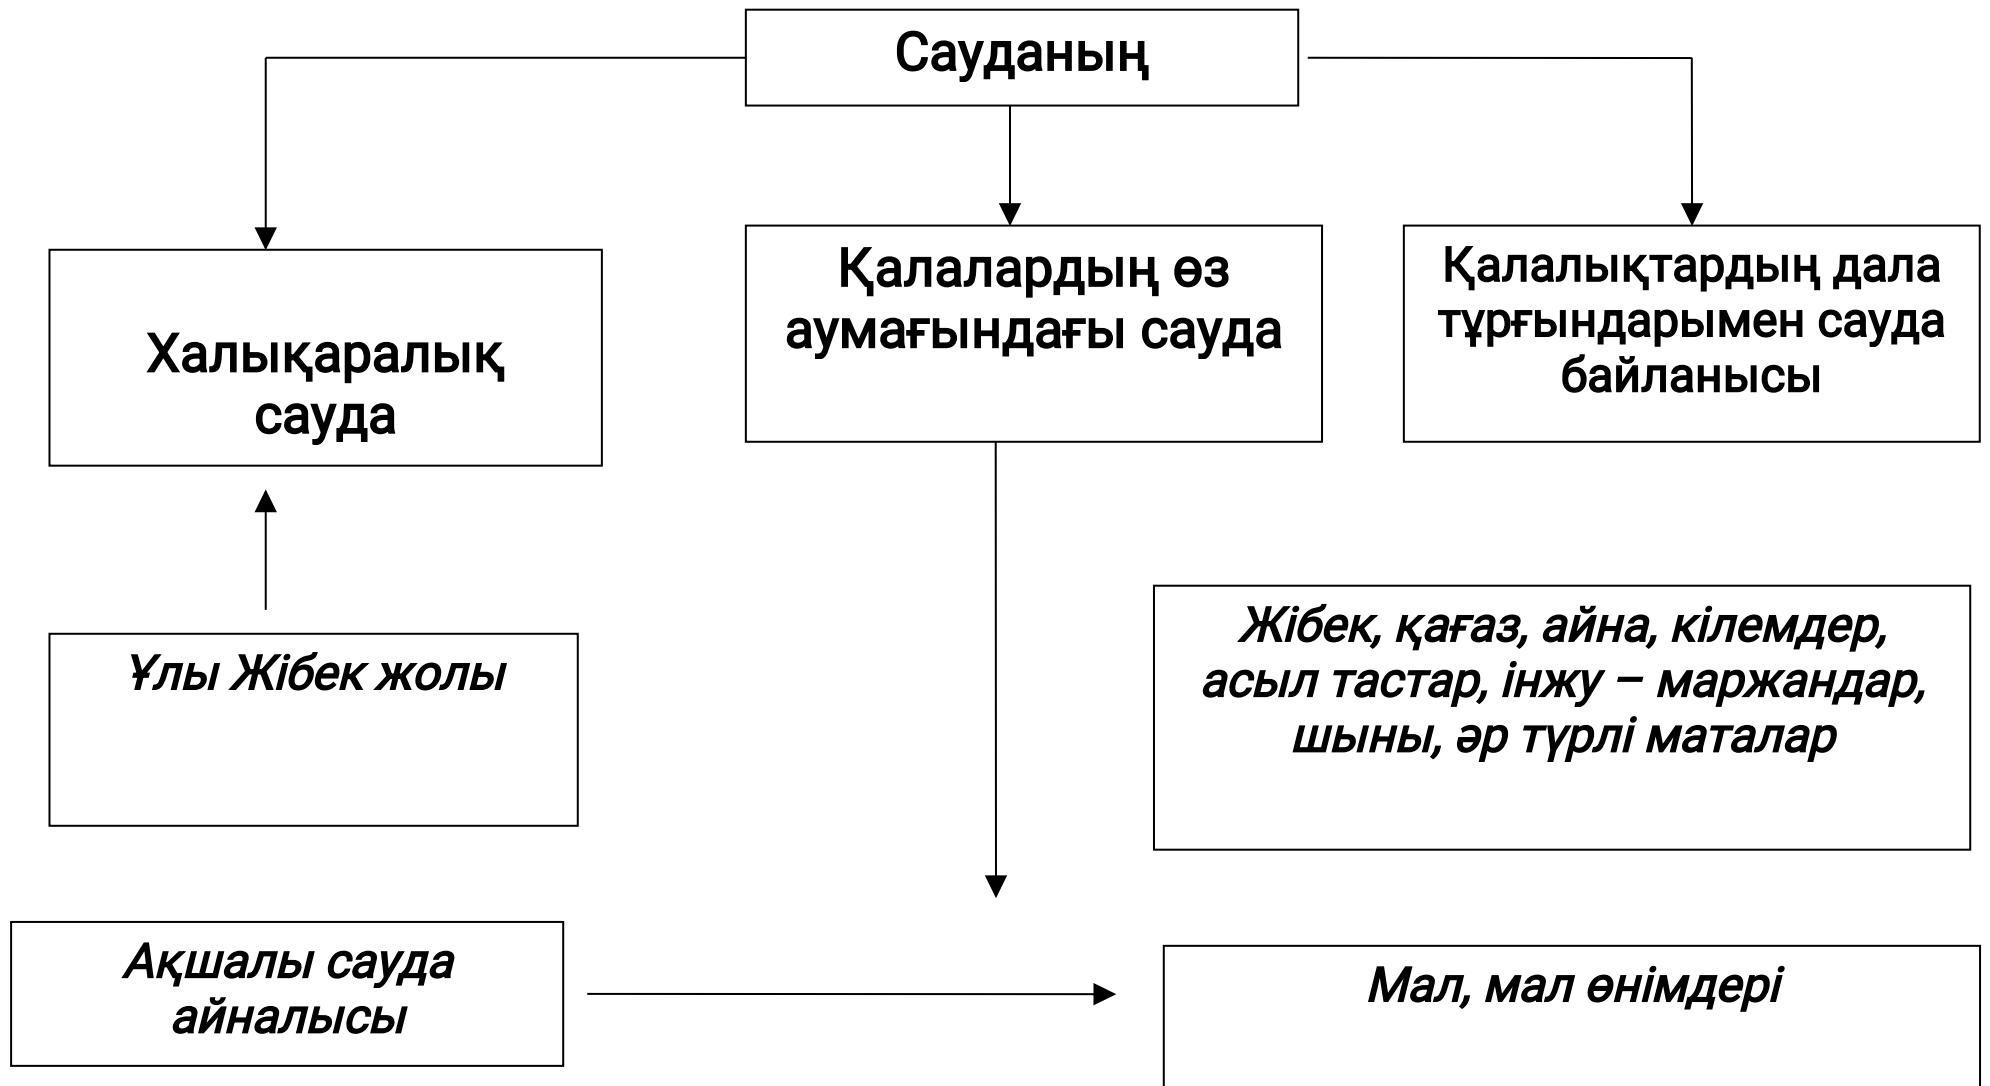 Сауданың
Халықаралық
сауда
Қалалардың өз
аумағындағы сауда
Қалалықтардың дала
тұрғындарымен сауда
байланысы
Ұлы Жібек жолы
Жібек, қағаз, айна, кілемдер,
асыл тастар, інжу – маржандар,
шыны, әр түрлі маталар
Ақшалы сауда
айналысы
Мал, мал өнімдері